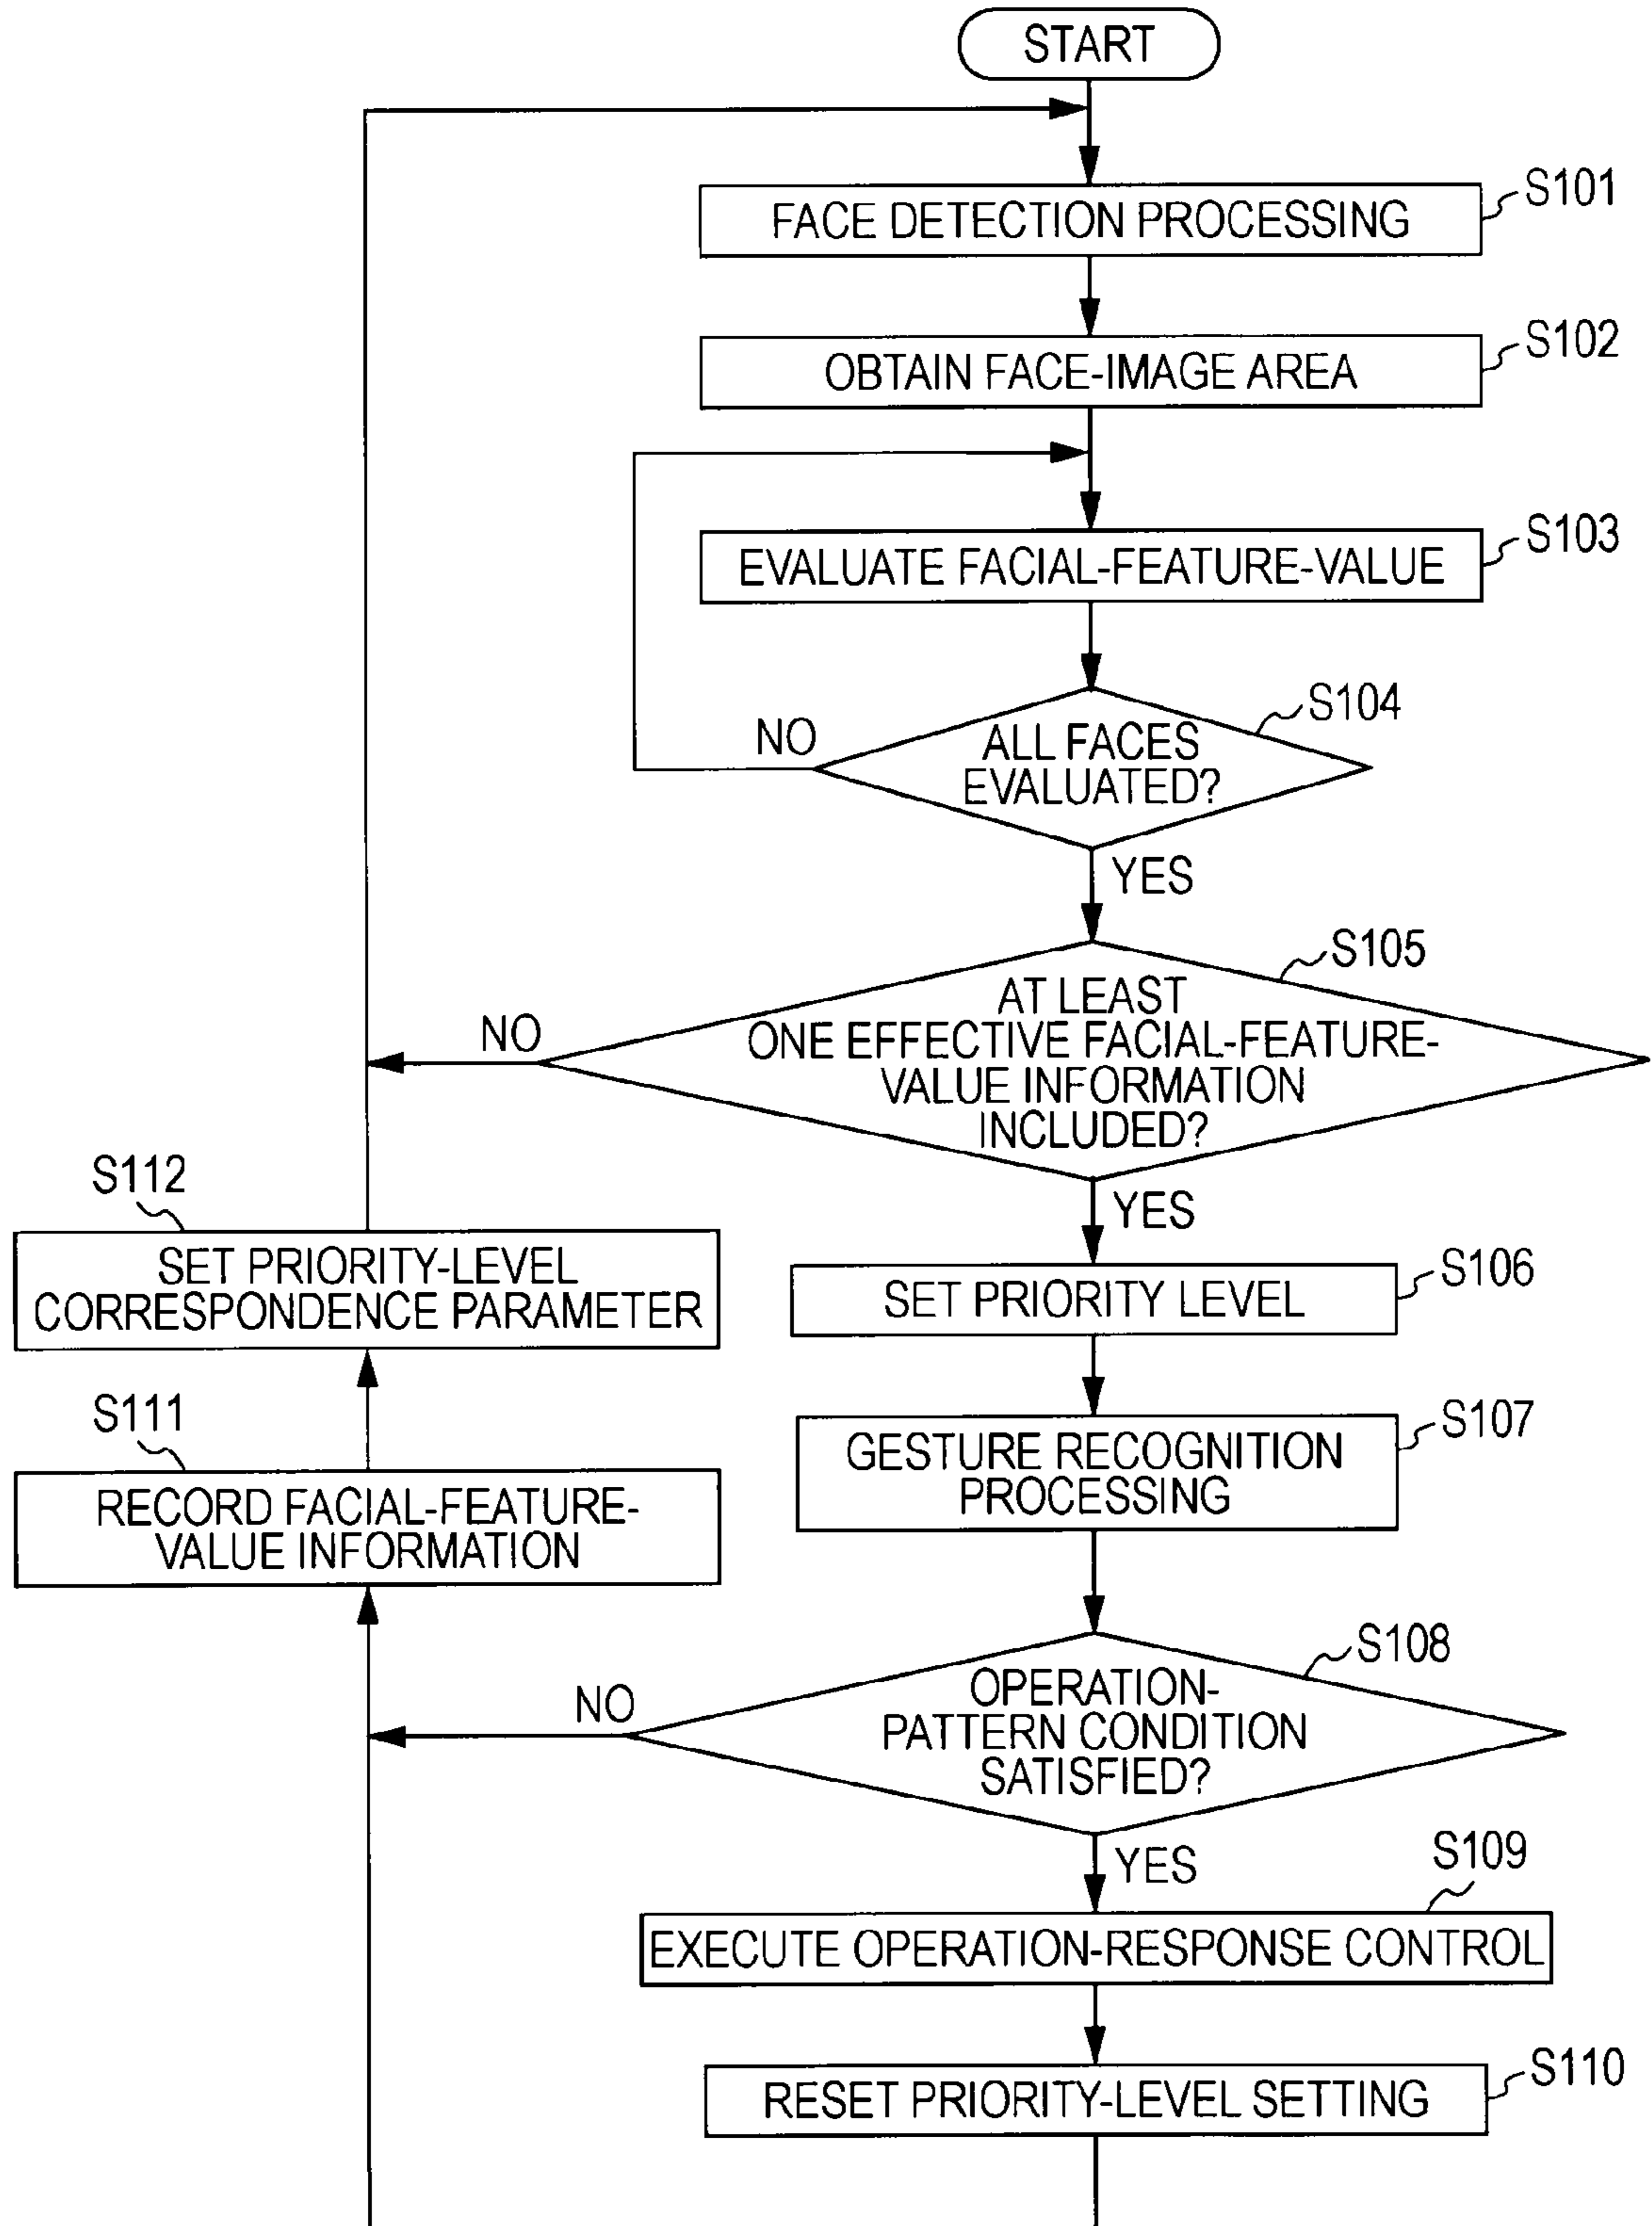 START
S101
FACE DETECTION PROCESSING
S102
OBTAIN FACE-IMAGE AREA
S103
EVALUATE FACIAL-FEATURE-VALUE
S104
ALL FACES
EVALUATED?
NO
YES
S105
AT LEAST
ONE EFFECTIVE FACIAL-FEATURE-
VALUE INFORMATION
INCLUDED?
NO
YES
S106
SET PRIORITY LEVEL
S107
GESTURE RECOGNITION
PROCESSING
S108
OPERATION-
PATTERN CONDITION
SATISFIED?
NO
YES
S109
EXECUTE OPERATION-RESPONSE CONTROL
S110
RESET PRIORITY-LEVEL SETTING
S111
RECORD FACIAL-FEATURE-
VALUE INFORMATION
S112
SET PRIORITY-LEVEL
CORRESPONDENCE PARAMETER